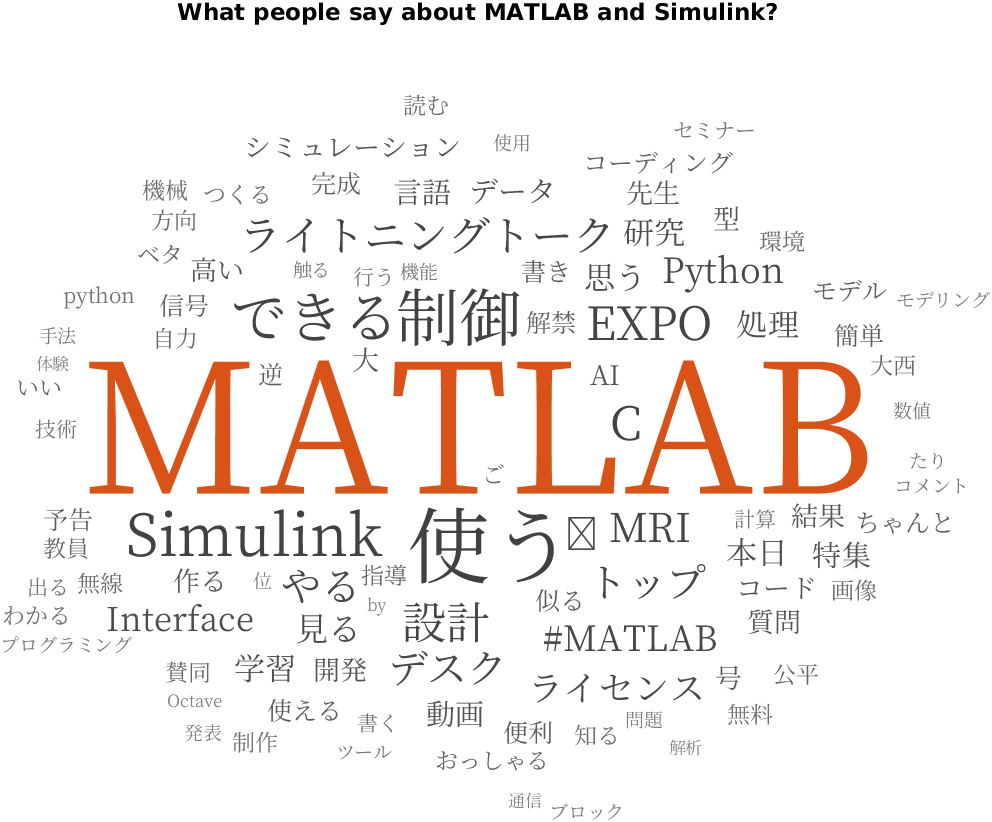 What people say about MATLAB and Simulink?
読む
セミナー
シミュレーション 使用
コーディング
機械 つくる 完成 言語 データ 先生
方向 ライトニングトーク 研究 型 環境
ベタ 高い 触る 行う 機能 書き 思う Python
python 信号 できる 制御 解禁 EXPO 処理 モデル モデリング
手法 自力 簡単
体験 大 大西
いい 逆 AI
技術 MATLAB C 数値
ご たり
コメント
予告 Simulink 使う MRI 計算 結果 ちゃんと
教員 本日 特集
出る 無線 作る 位 やる 指導 トップ コード 画像
わかる Interface 見る by 設計 似る #MATLAB 質問
プログラミング
賛同 学習 開発 デスク ライセンス 号 公平
Octave 使える 書く 動画 問題 無料
発表 制作 ツール 便利 知る 解析
おっしゃる
通信 ブロック